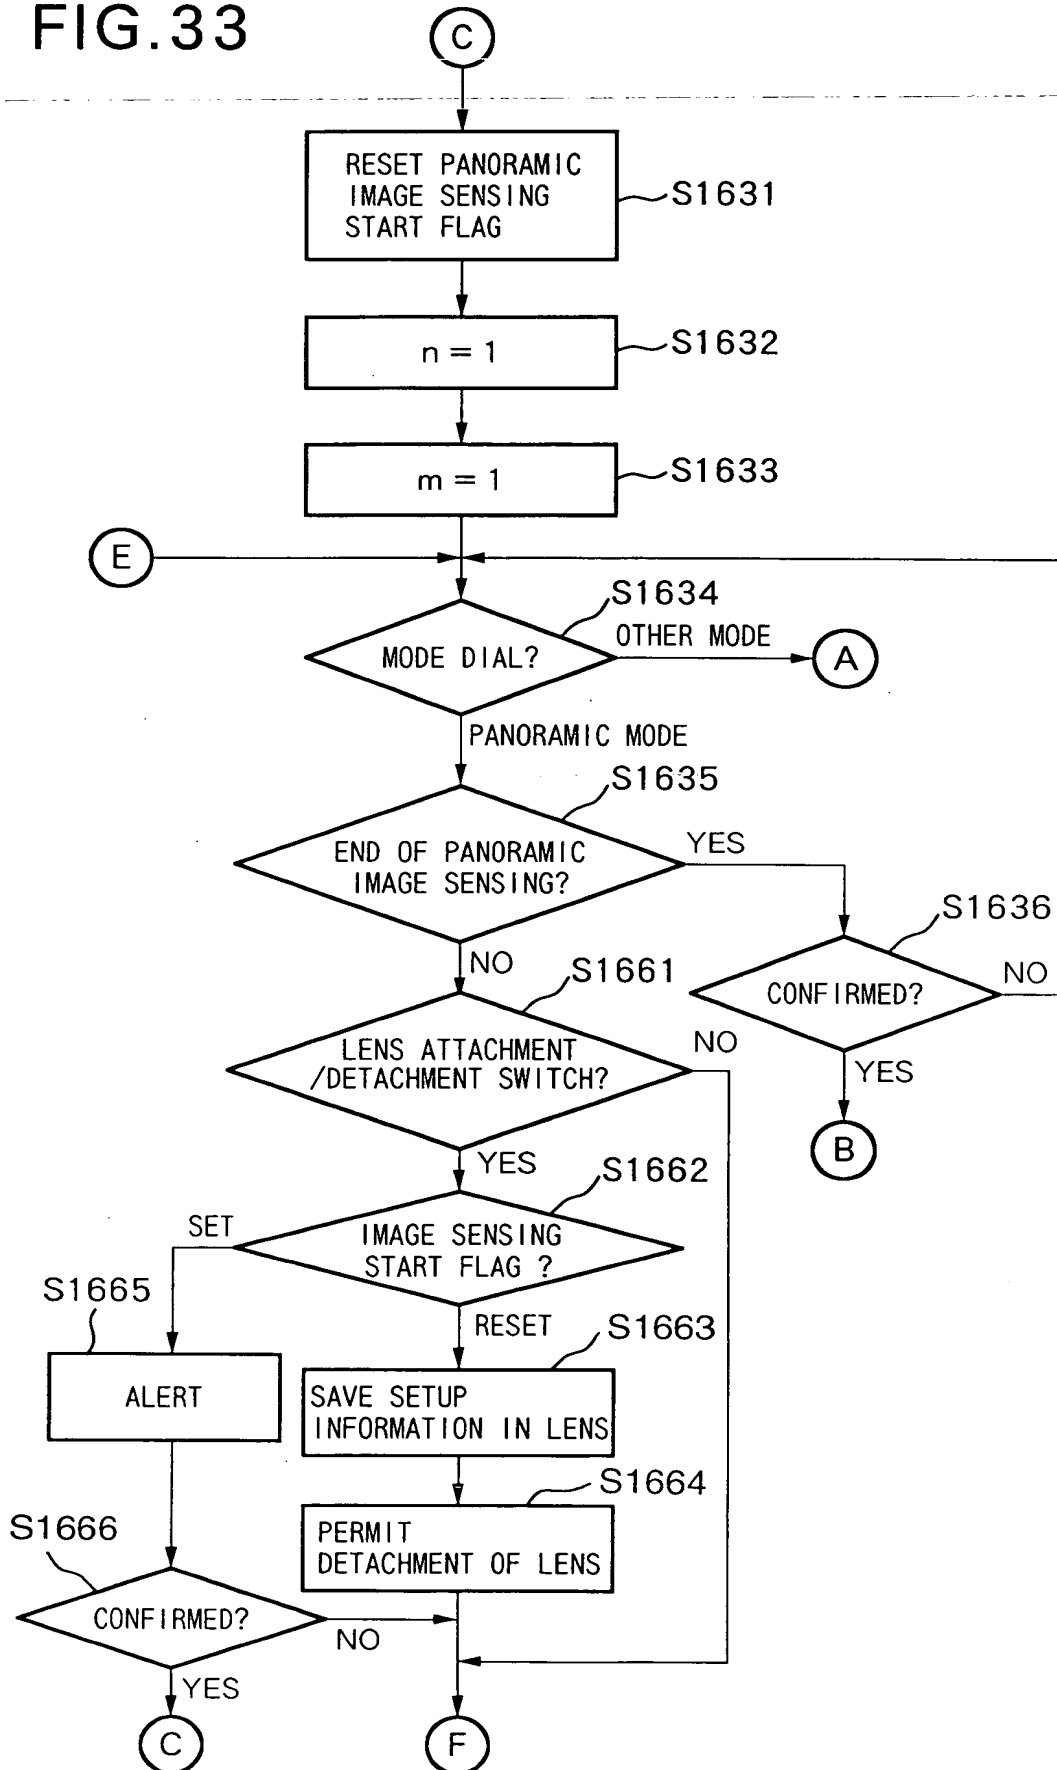 FIG.33
C
RESET PANORAMIC
IMAGE SENSING
START FLAG
S1631
n = 1
S1632
m = 1
S1633
E
S1634
MODE DIAL?
OTHER MODE
A
PANORAMIC MODE
S1635
END OF PANORAMIC
IMAGE SENSING?
YES
S1636
CONFIRMED?
NO
YES
B
NO
S1661
LENS ATTACHMENT
/DETACHMENT SWITCH?
NO
YES
S1662
IMAGE SENSING
START FLAG ?
SET
RESET
S1665
ALERT
S1663
SAVE SETUP
INFORMATION IN LENS
S1664
PERMIT
DETACHMENT OF LENS
S1666
CONFIRMED?
NO
YES
C
F